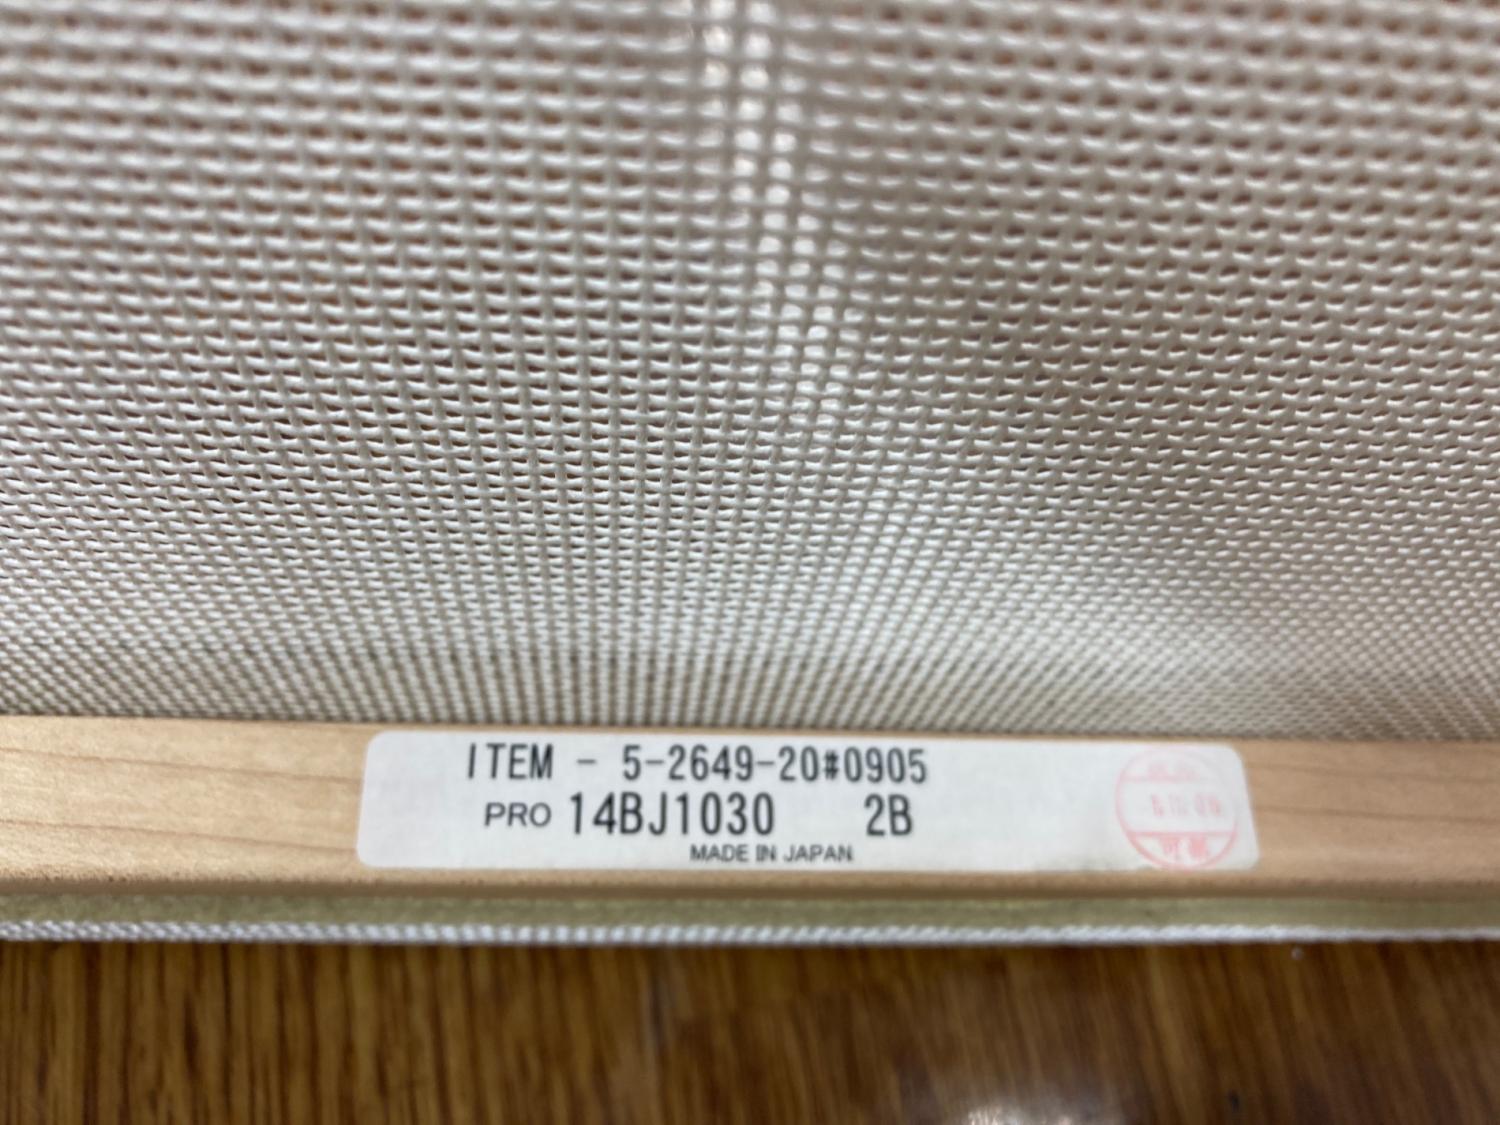 ITEM - 5-2649-20#0905
PRO 14BJ1030 2B
MADE IN JAPAN